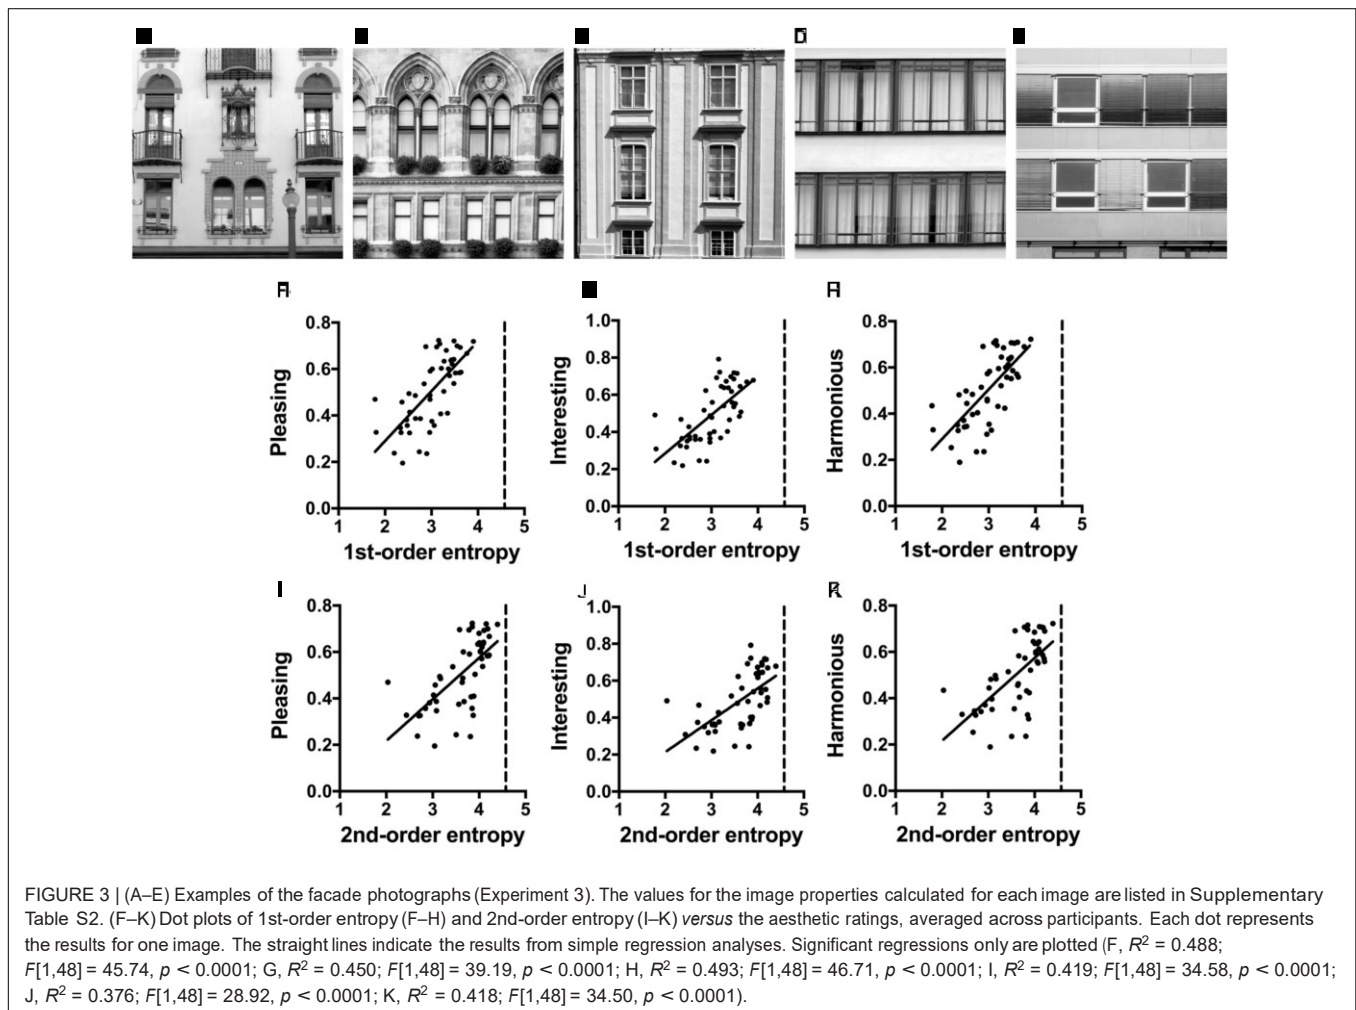 D
0.8
0.6
0.4
0.2
0.0
Pleasing
1 2 3 4 5
1st-order entropy
1.0
0.8
0.6
0.4
0.2
0.0
Interesting
1 2 3 4 5
1st-order entropy
H
0.8
0.6
0.4
0.2
0.0
Harmonious
1 2 3 4 5
1st-order entropy
I
0.8
0.6
0.4
0.2
0.0
Pleasing
1 2 3 4 5
2nd-order entropy
J
1.0
0.8
0.6
0.4
0.2
0.0
Interesting
1 2 3 4 5
2nd-order entropy
K
0.8
0.6
0.4
0.2
0.0
Harmonious
1 2 3 4 5
2nd-order entropy
FIGURE 3 | (A–E) Examples of the facade photographs (Experiment 3). The values for the image properties calculated for each image are listed in Supplementary
Table S2. (F–K) Dot plots of 1st-order entropy (F–H) and 2nd-order entropy (I–K) versus the aesthetic ratings, averaged across participants. Each dot represents
the results for one image. The straight lines indicate the results from simple regression analyses. Significant regressions only are plotted (F, R² = 0.488;
F[1,48] = 45.74, p < 0.0001; G, R² = 0.450; F[1,48] = 39.19, p < 0.0001; H, R² = 0.493; F[1,48] = 46.71, p < 0.0001; I, R² = 0.419; F[1,48] = 34.58, p < 0.0001;
J, R² = 0.376; F[1,48] = 28.92, p < 0.0001; K, R² = 0.418; F[1,48] = 34.50, p < 0.0001).